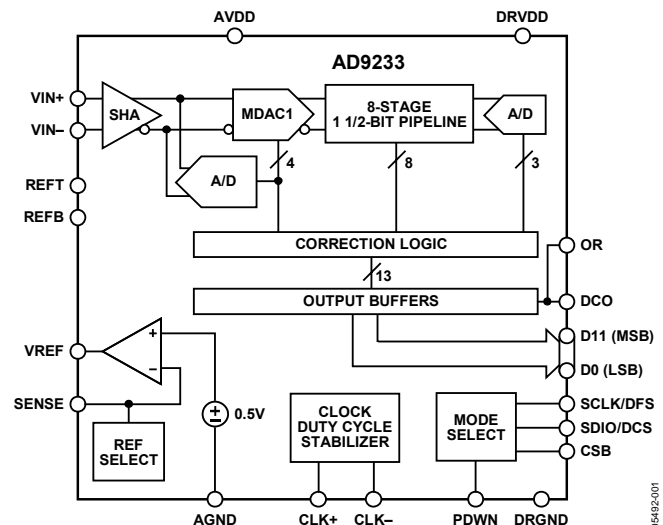 AVDD
DRVDD
AD9233
VIN+
VIN–
SHA
MDAC1
8-STAGE
1 1/2-BIT PIPELINE
A/D
REFT
REFB
A/D
4
8
3
CORRECTION LOGIC
OR
13
OUTPUT BUFFERS
DCO
D11 (MSB)
D0 (LSB)
VREF
+
–
SENSE
REF
SELECT
0.5V
CLOCK
DUTY CYCLE
STABILIZER
MODE
SELECT
SCLK/DFS
SDIO/DCS
CSB
AGND
CLK+
CLK–
PDWN
DRGND